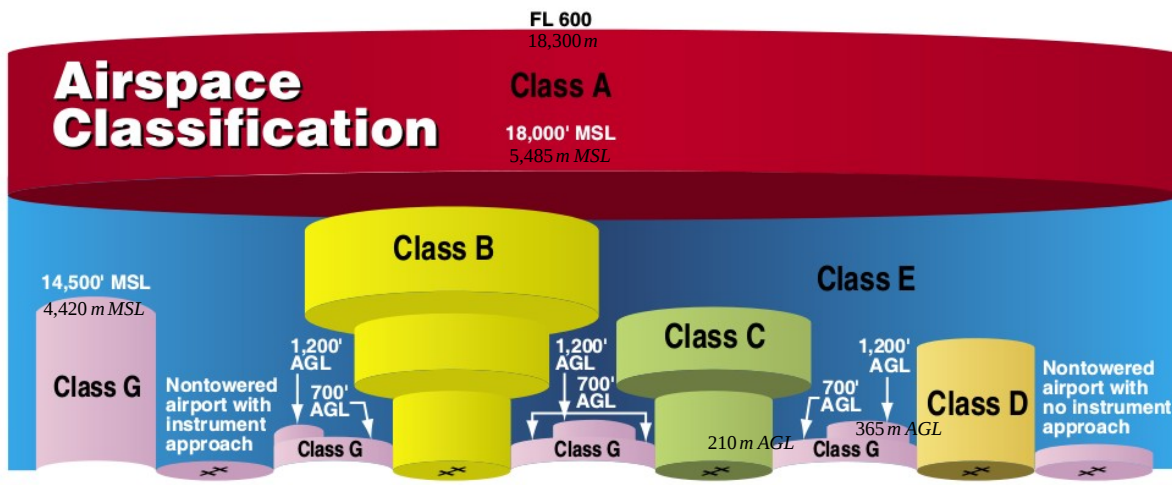 FL 600
18,300 m
Airspace
Classification
Class A
18,000' MSL
5,485 m MSL
Class B
Class E
14,500' MSL
4,420 m MSL
Class G
Nontowered
airport with
instrument
approach
1,200'
AGL
700'
AGL
Class G
1,200'
AGL
700'
AGL
Class G
Class C
210 m AGL
700'
AGL
1,200'
AGL
365 m AGL
Class G
Class D
Nontowered
airport with
no instrument
approach